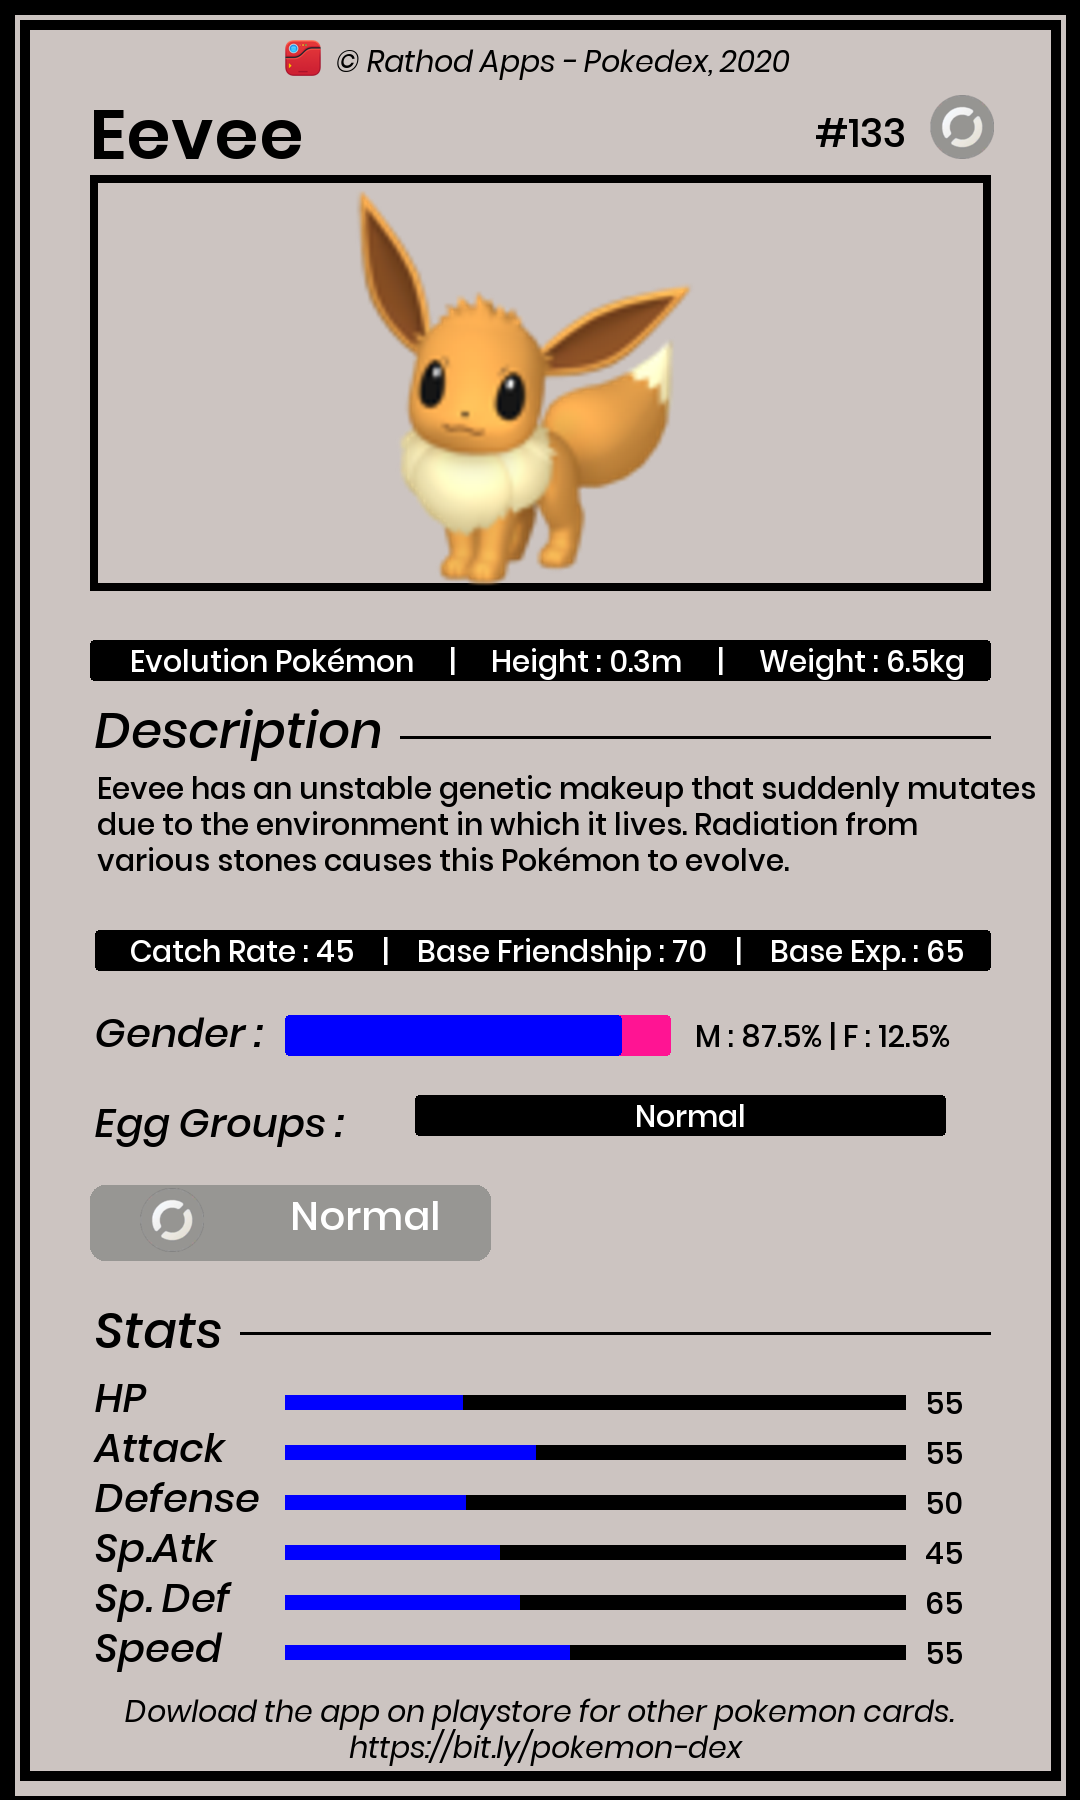 © Rathod Apps - Pokedex, 2020
Eevee
#133
Evolution Pokémon | Height : 0.3m | Weight : 6.5kg
Description
Eevee has an unstable genetic makeup that suddenly mutates
due to the environment in which it lives. Radiation from
various stones causes this Pokémon to evolve.
Catch Rate : 45 | Base Friendship : 70 | Base Exp. : 65
Gender : M : 87.5% | F : 12.5%
Egg Groups : Normal
Normal
Stats
HP 55
Attack 55
Defense 50
Sp.Atk 45
Sp. Def 65
Speed 55
Dowload the app on playstore for other pokemon cards.
https://bit.ly/pokemon-dex